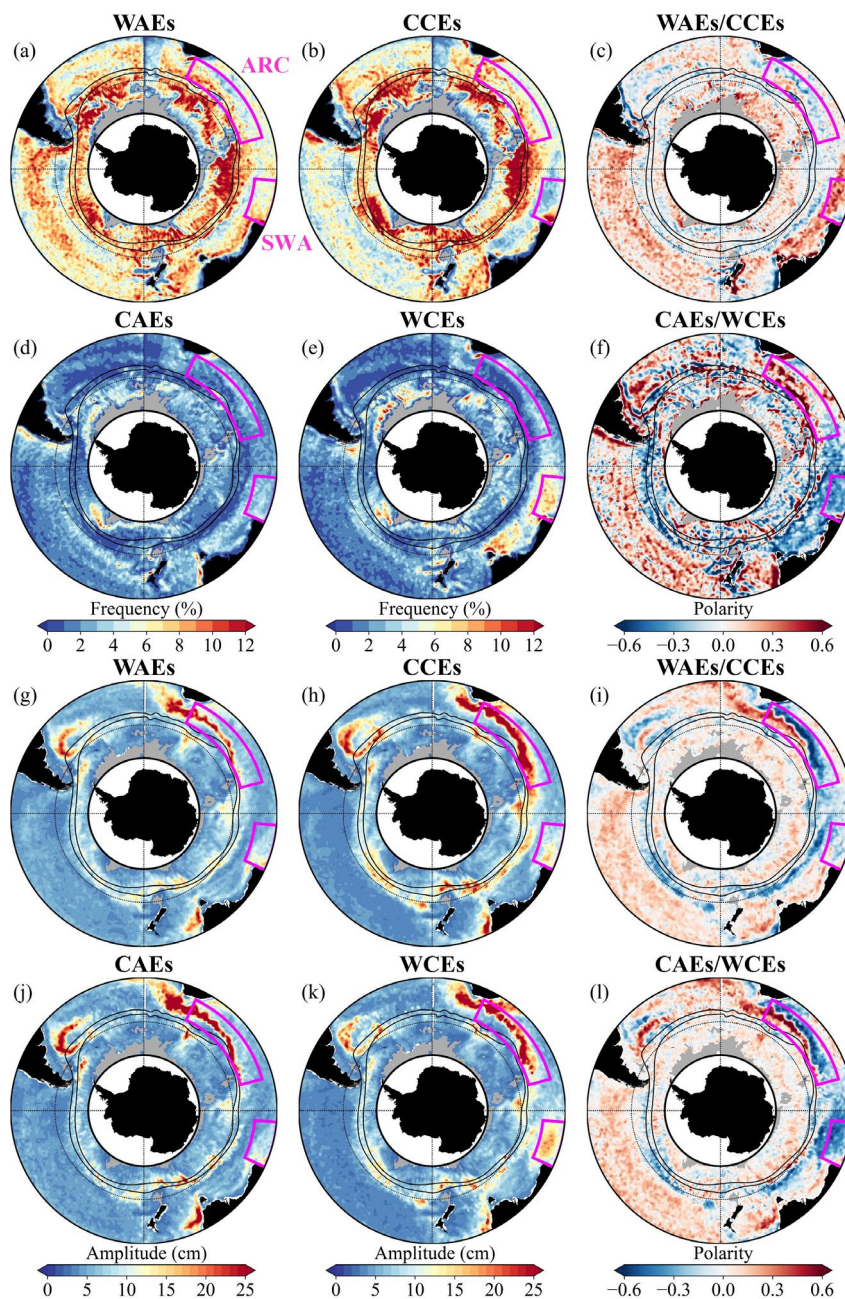 WAEs CCEs WAEs/CCEs
(a) (b) (c)
ARC
SWA
CAEs WCEs CAEs/WCEs
(d) (e) (f)
Frequency (%) Frequency (%) Polarity
0 2 4 6 8 10 12 0 2 4 6 8 10 12 −0.6 −0.3 0.0 0.3 0.6
WAEs CCEs WAEs/CCEs
(g) (h) (i)
CAEs WCEs CAEs/WCEs
(j) (k) (l)
Amplitude (cm) Amplitude (cm) Polarity
0 5 10 15 20 25 0 5 10 15 20 25 −0.6 −0.3 0.0 0.3 0.6